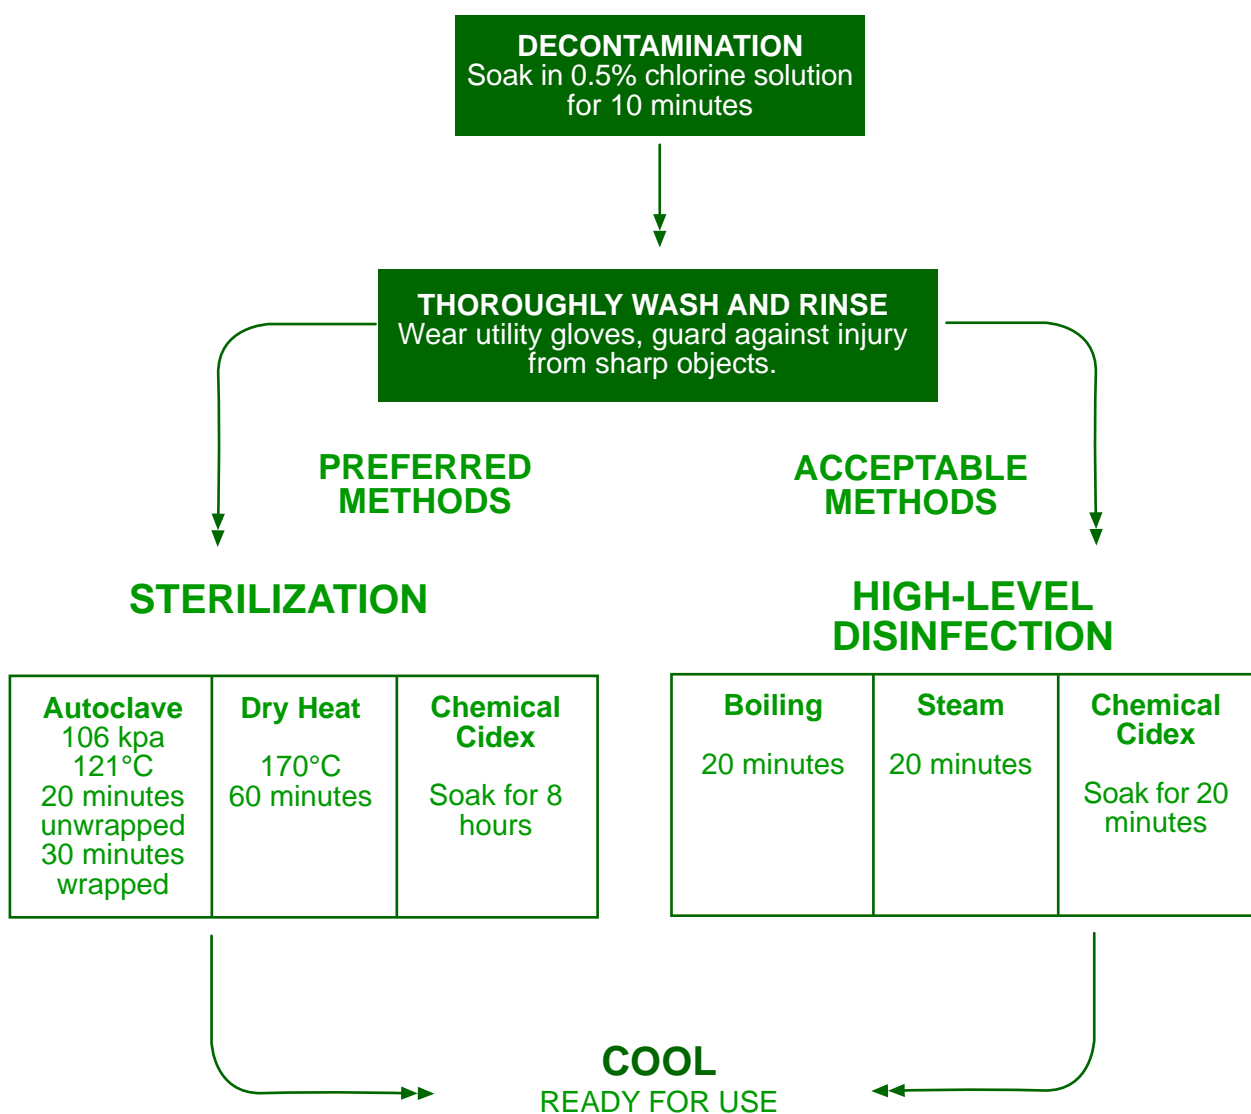 DECONTAMINATION
Soak in 0.5% chlorine solution
for 10 minutes
THOROUGHLY WASH AND RINSE
Wear utility gloves, guard against injury
from sharp objects.
PREFERRED
METHODS
ACCEPTABLE
METHODS
STERILIZATION
HIGH-LEVEL
DISINFECTION
Autoclave
106 kpa
121°C
20 minutes
unwrapped
30 minutes
wrapped
Dry Heat
170°C
60 minutes
Chemical
Cidex
Soak for 8
hours
Boiling
20 minutes
Steam
20 minutes
Chemical
Cidex
Soak for 20
minutes
COOL
READY FOR USE